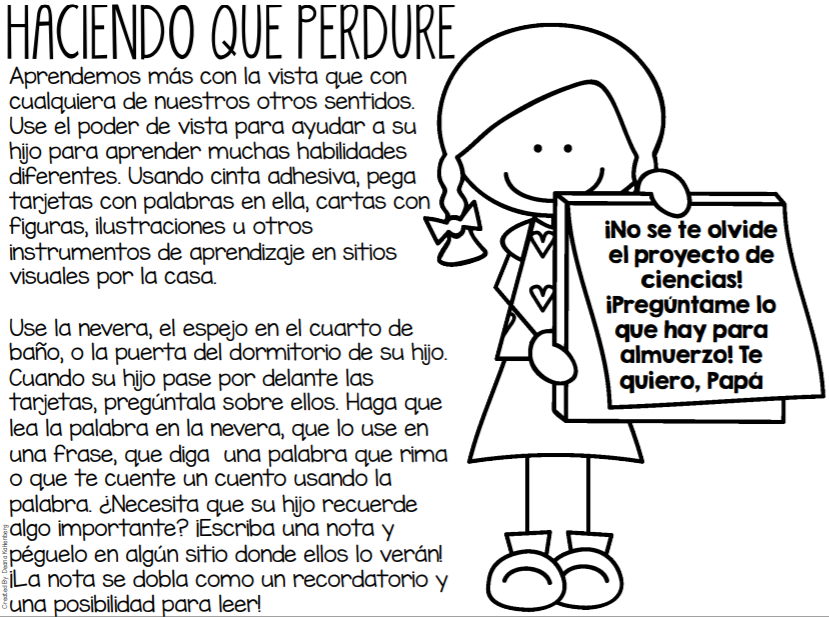 HACIENDO QUE PERDURE
Aprendemos más con la vista que con
cualquiera de nuestros otros sentidos.
Use el poder de vista para ayudar a su
hijo para aprender muchas habilidades
diferentes. Usando cinta adhesiva, pega
tarjetas con palabras en ella, cartas con
figuras, ilustraciones u otros
instrumentos de aprendizaje en sitios
visuales por la casa.
Use la nevera, el espejo en el cuarto de
baño, o la puerta del dormitorio de su hijo.
Cuando su hijo pase por delante las
tarjetas, pregúntala sobre ellos. Haga que
lea la palabra en la nevera, que lo use en
una frase, que diga una palabra que rima
o que te cuente un cuento usando la
palabra. ¿Necesita que su hijo recuerde
algo importante? ¡Escriba una nota y
péguelo en algún sitio donde ellos lo verán!
¡La nota se dobla como un recordatorio y
una posibilidad para leer!
¡No se te olvide
el proyecto de
ciencias!
¡Pregúntame lo
que hay para
almuerzo! Te
quiero, Papá
Created By: Deana Kahlenberg